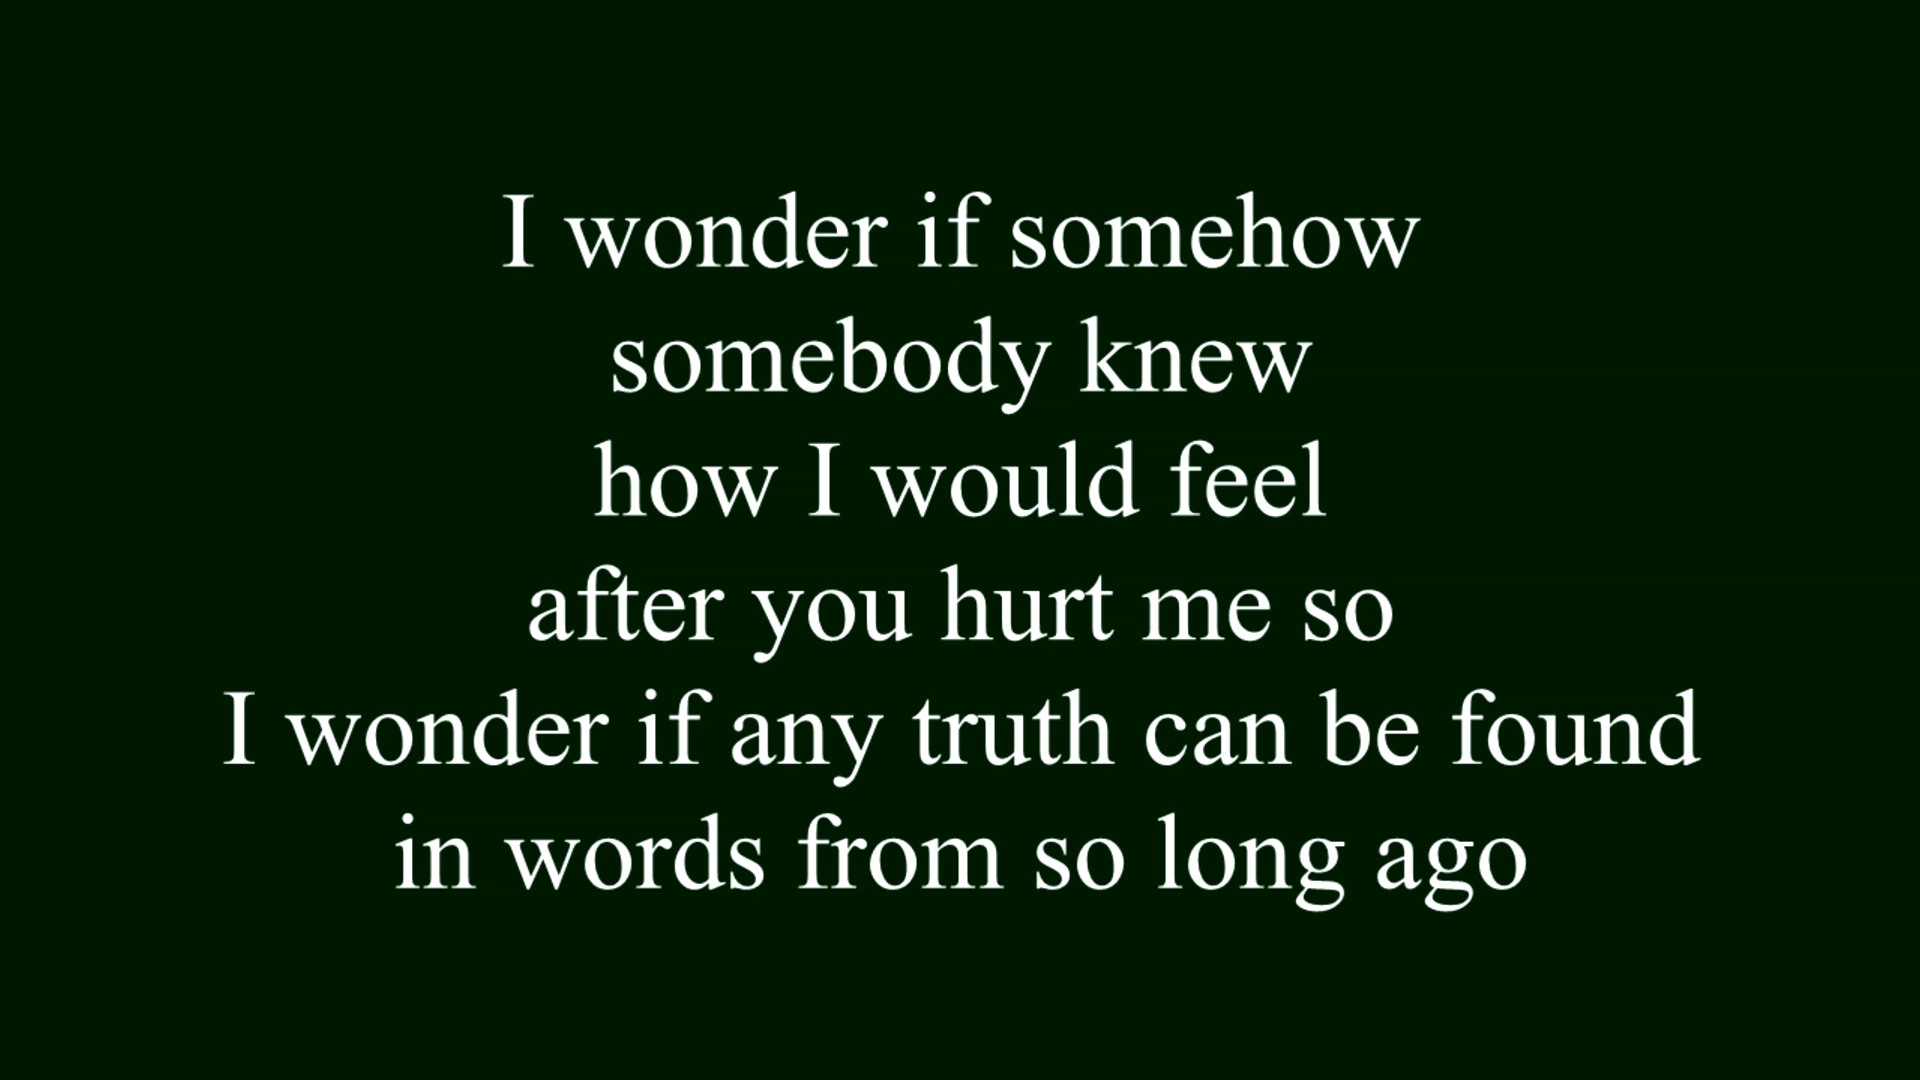 I wonder if somehow
somebody knew
how I would feel
after you hurt me so
I wonder if any truth can be found
in words from so long ago